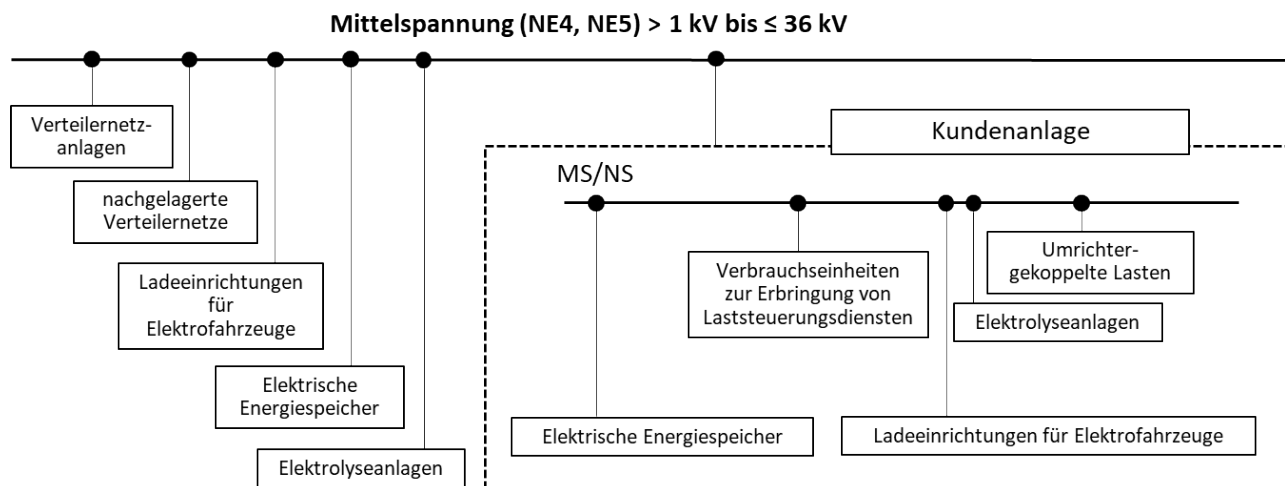 Mittelspannung (NE4, NE5) > 1 kV bis ≤ 36 kV
Verteilernetz-
anlagen
nachgelagerte
Verteilernetze
Ladeeinrichtungen
für
Elektrofahrzeuge
Elektrische
Energiespeicher
Elektrolyseanlagen
Kundenanlage
MS/NS
Elektrische Energiespeicher
Verbrauchseinheiten
zur Erbringung von
Laststeuerungsdiensten
Ladeeinrichtungen für Elektrofahrzeuge
Elektrolyseanlagen
Umrichter-
gekoppelte Lasten